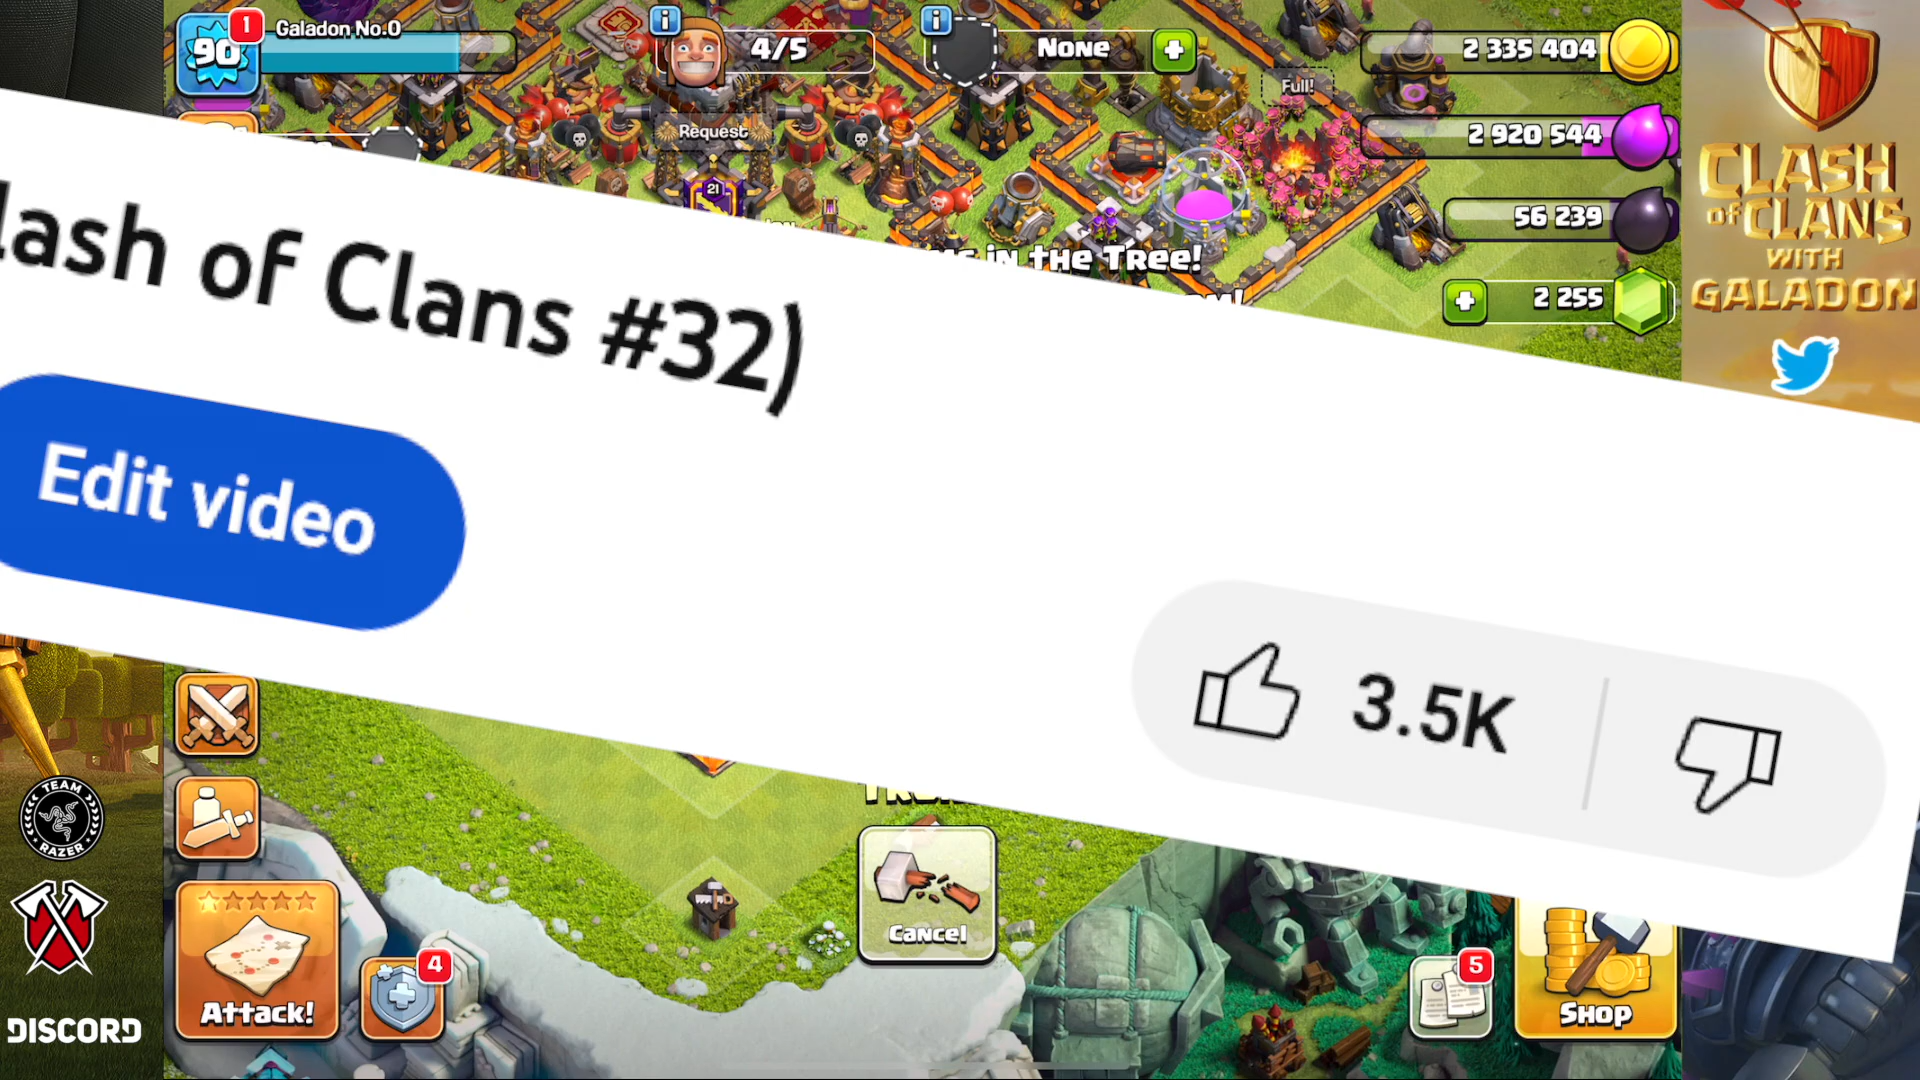 90
1
Galadon No.0
4/5
None
2 335 404
Full!
Request
2 920 544
21
56 239
in the Tree!
2 255
CLASH
OF CLANS
WITH
GALADON
lash of Clans #32)
Edit video
3.5K
TEAM
RAZER
Cancel
Attack!
4
5
Shop
DISCORD